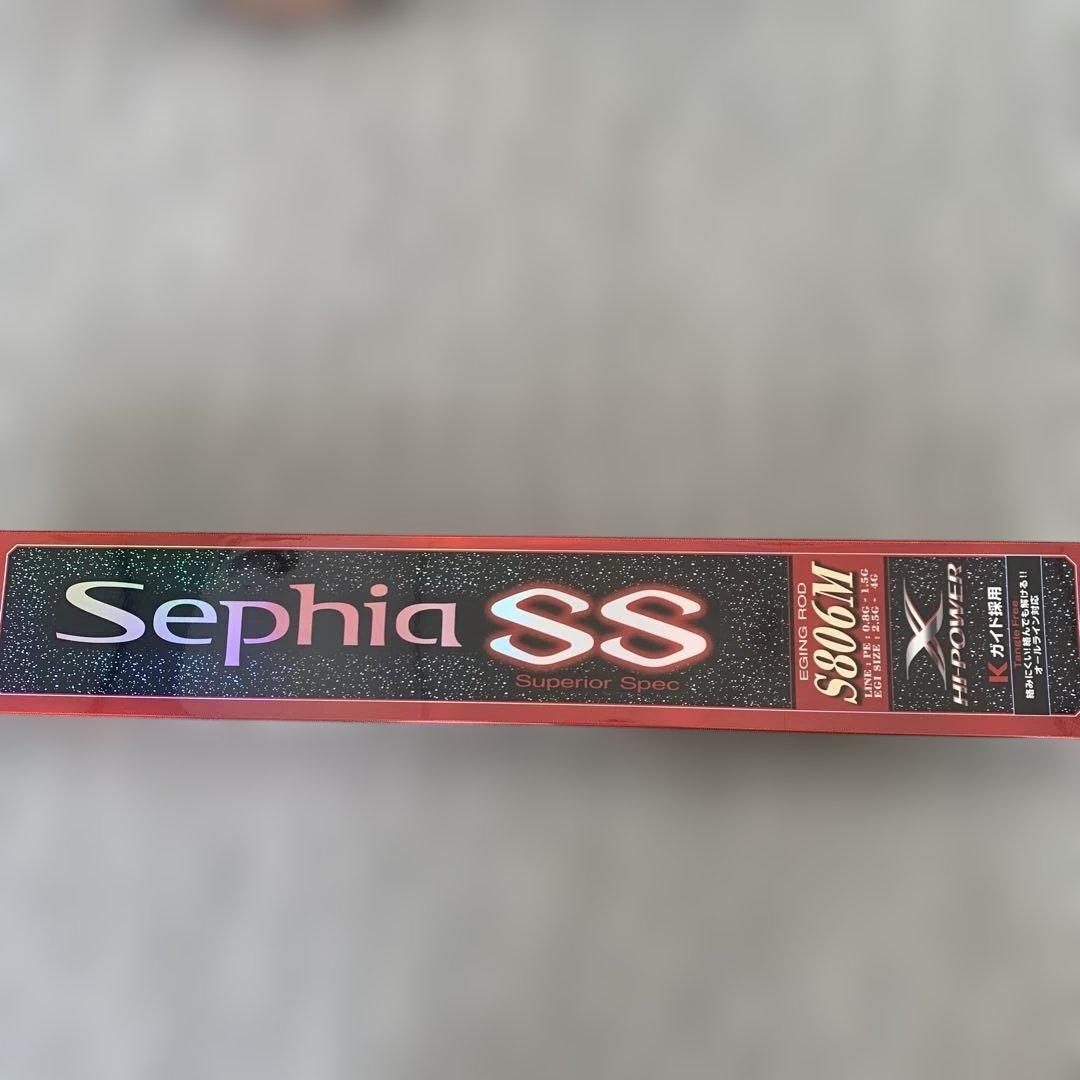 Sephia SS
Superior Spec
EGING ROD
S806M
LINE : PE : 0.8G - 1.5G
EGI SIZE : 2.5G - 4G
X
HI-POWER
K ガイド採用
Tangle Free
絡みにくい!絡んでも解ける!!
オールライン対応